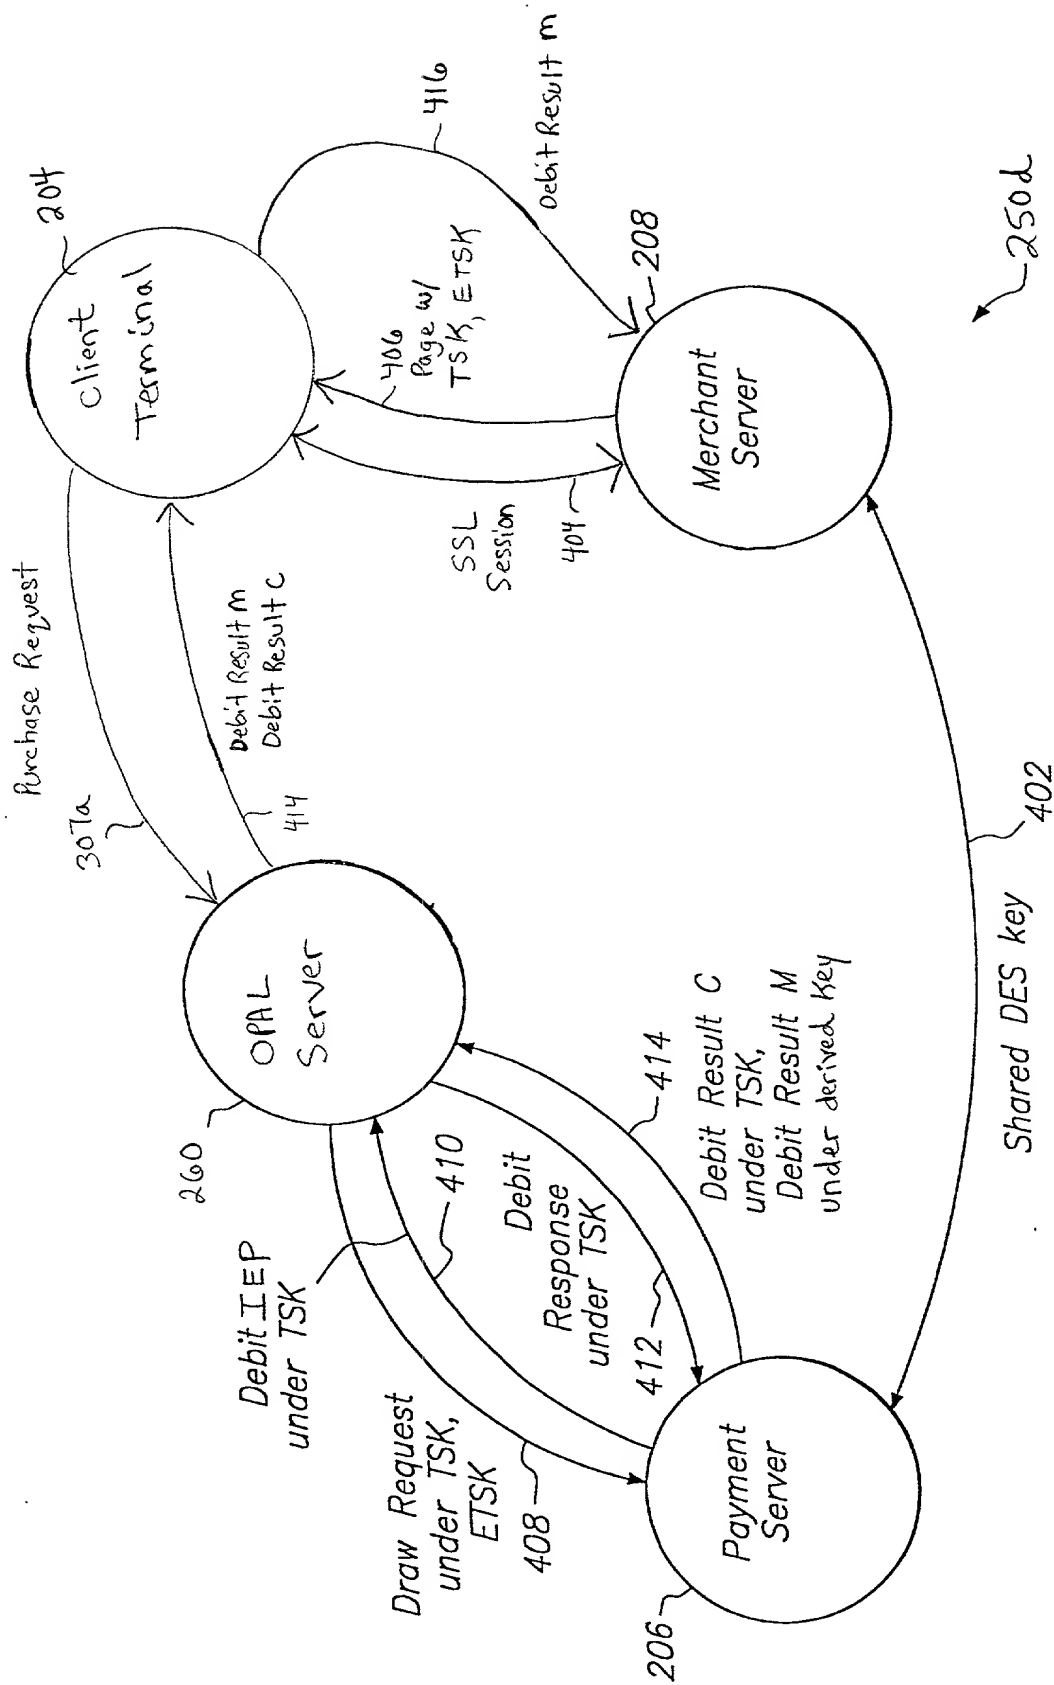 Purchase Request
307a
Client
Terminal
204
416
Debit Result m
414
Debit Result m
Debit Result C
406
Page w/
TSK, ETSK
SSL
Session
404
208
Merchant
Server
250d
OPAL
Server
260
Debit IEP
under TSK
410
Draw Request
under TSK,
ETSK
408
Debit
Response
under TSK
412
414
Debit Result C
under TSK,
Debit Result M
under derived key
Payment
Server
206
Shared DES key
402